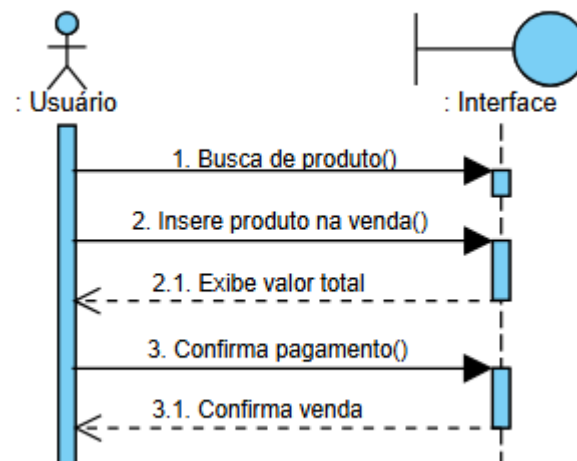 : Usuário
: Interface
1. Busca de produto()
2. Insere produto na venda()
2.1. Exibe valor total
3. Confirma pagamento()
3.1. Confirma venda